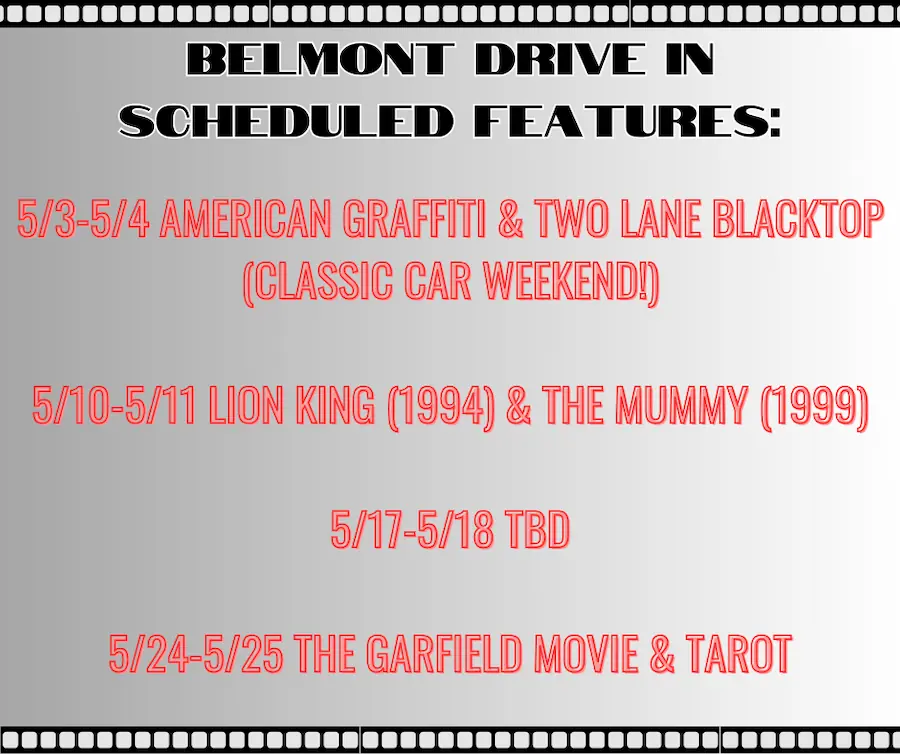 BELMONT DRIVE IN
SCHEDULED FEATURES:
5/3-5/4 AMERICAN GRAFFITI & TWO LANE BLACKTOP
(CLASSIC CAR WEEKEND!)
5/10-5/11 LION KING (1994) & THE MUMMY (1999)
5/17-5/18 TBD
5/24-5/25 THE GARFIELD MOVIE & TAROT